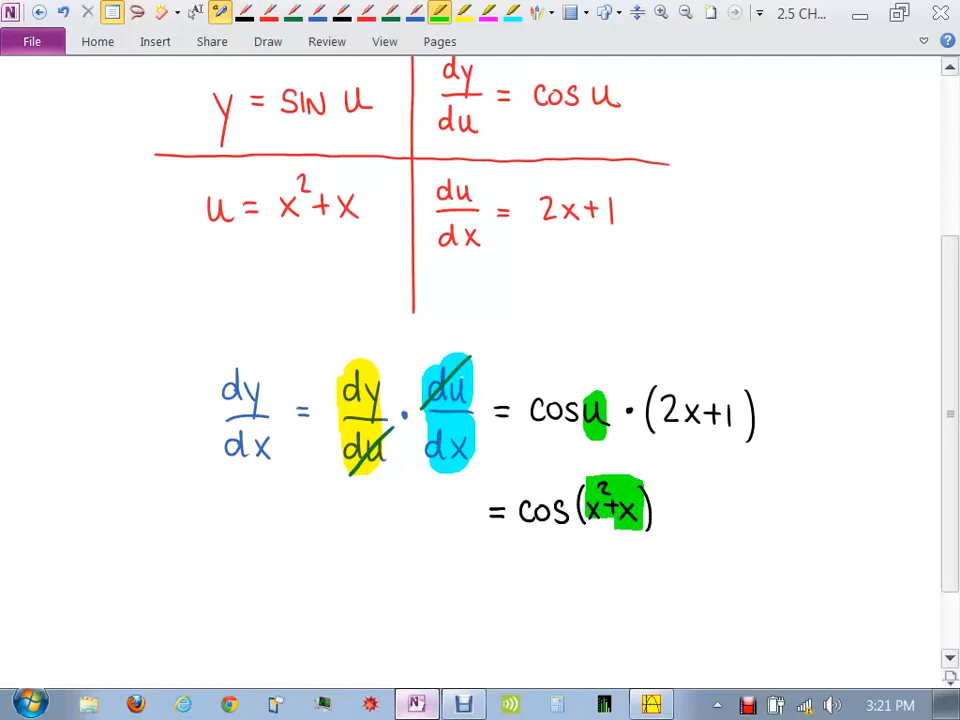 2.5 CH...
File Home Insert Share Draw Review View Pages
y = sin u dy/du = cos u
u = x² + x du/dx = 2x+1
dy/dx = dy/du · du/dx = cos u · (2x+1)
= cos(x²+x)
3:21 PM